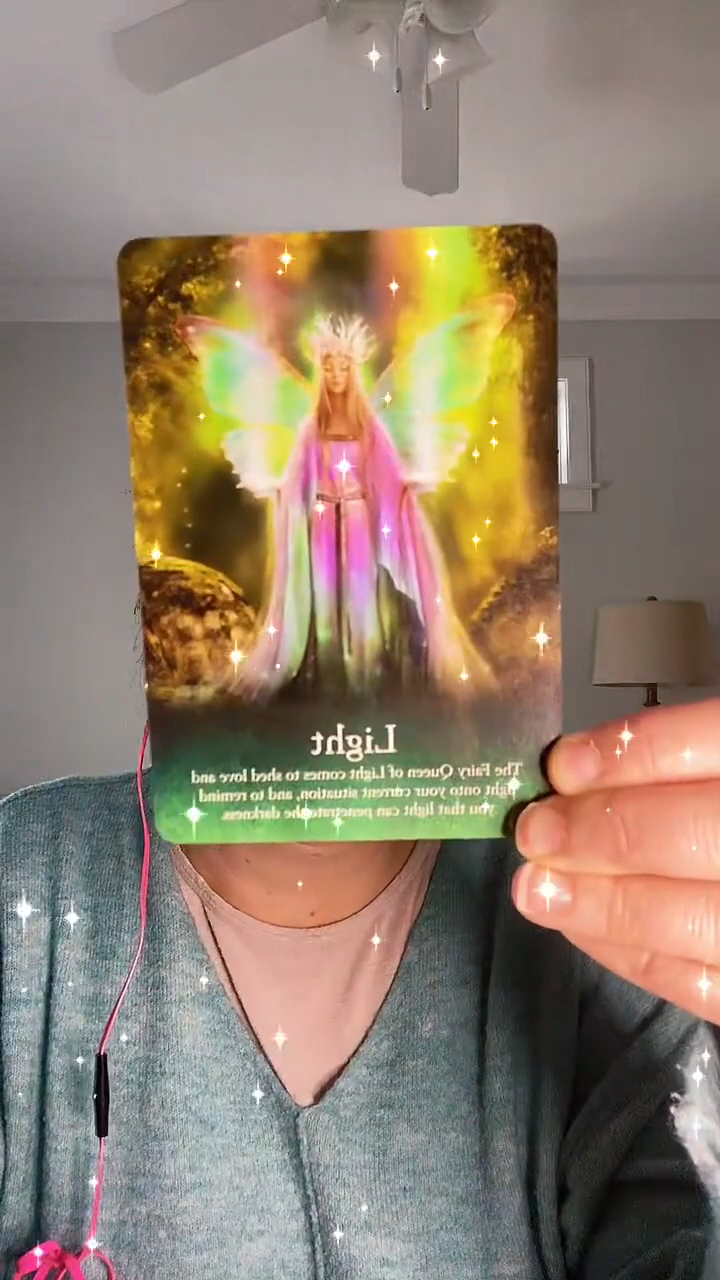 Light
The Fairy Queen of Light comes to shed love and
light onto your current situation, and to remind
you that light can penetrate the darkness.